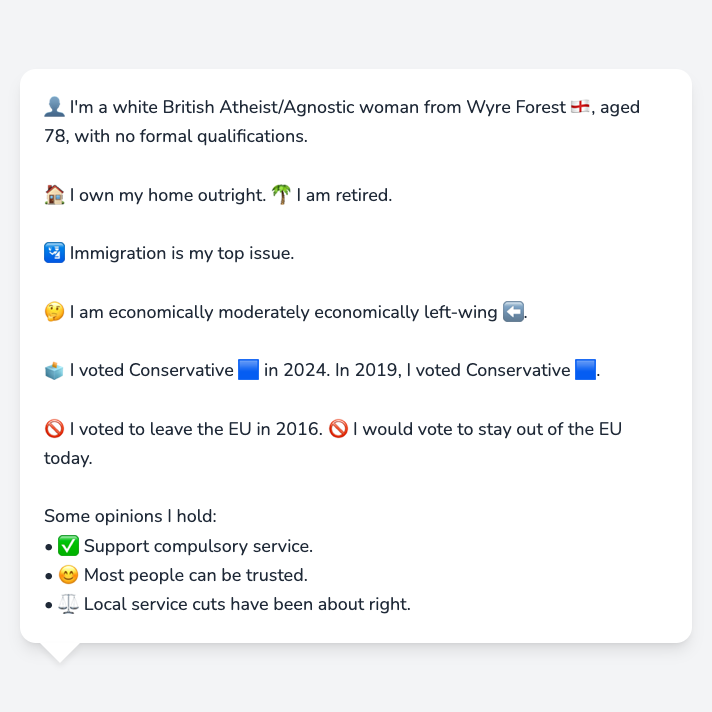 👤 I'm a white British Atheist/Agnostic woman from Wyre Forest 🏴󠁧󠁢󠁥󠁮󠁧󠁿, aged
78, with no formal qualifications.
🏠 I own my home outright. 🌴 I am retired.
🛂 Immigration is my top issue.
🤔 I am economically moderately economically left-wing ⬅️.
🗳️ I voted Conservative 🟦 in 2024. In 2019, I voted Conservative 🟦.
🚫 I voted to leave the EU in 2016. 🚫 I would vote to stay out of the EU
today.
Some opinions I hold:
• ✅ Support compulsory service.
• 😊 Most people can be trusted.
• ⚖️ Local service cuts have been about right.